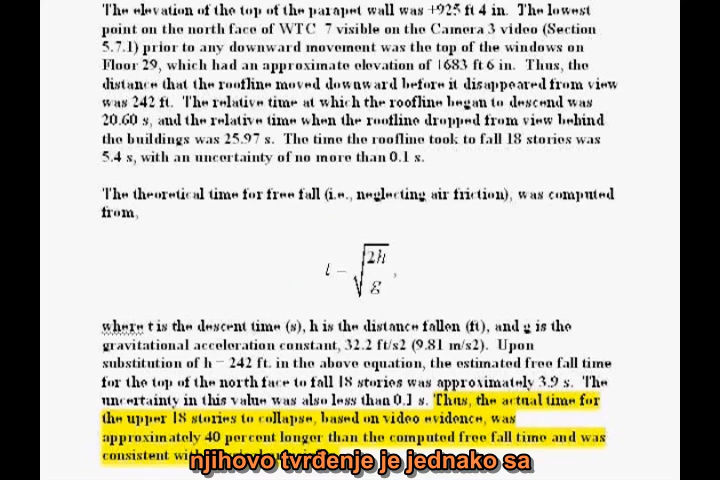 The elevation of the top of the parapet wall was +925 ft 4 in. The lowest
point on the north face of WTC 7 visible on the Camera 3 video (Section
5.7.1) prior to any downward movement was the top of the windows on
Floor 29, which had an approximate elevation of 1683 ft 6 in. Thus, the
distance that the roofline moved downward before it disappeared from view
was 242 ft. The relative time at which the roofline began to descend was
20.60 s, and the relative time when the roofline dropped from view behind
the buildings was 25.97 s. The time the roofline took to fall 18 stories was
5.4 s, with an uncertainty of no more than 0.1 s.
The theoretical time for free fall (i.e., neglecting air friction), was computed
from,
t = √2h/g,
where t is the descent time (s), h is the distance fallen (ft), and g is the
gravitational acceleration constant, 32.2 ft/s2 (9.81 m/s2). Upon
substitution of h = 242 ft. in the above equation, the estimated free fall time
for the top of the north face to fall 18 stories was approximately 3.9 s. The
uncertainty in this value was also less than 0.1 s. Thus, the actual time for
the upper 18 stories to collapse, based on video evidence, was
approximately 40 percent longer than the computed free fall time and was
consistent
njihovo tvrđenje je jednako sa